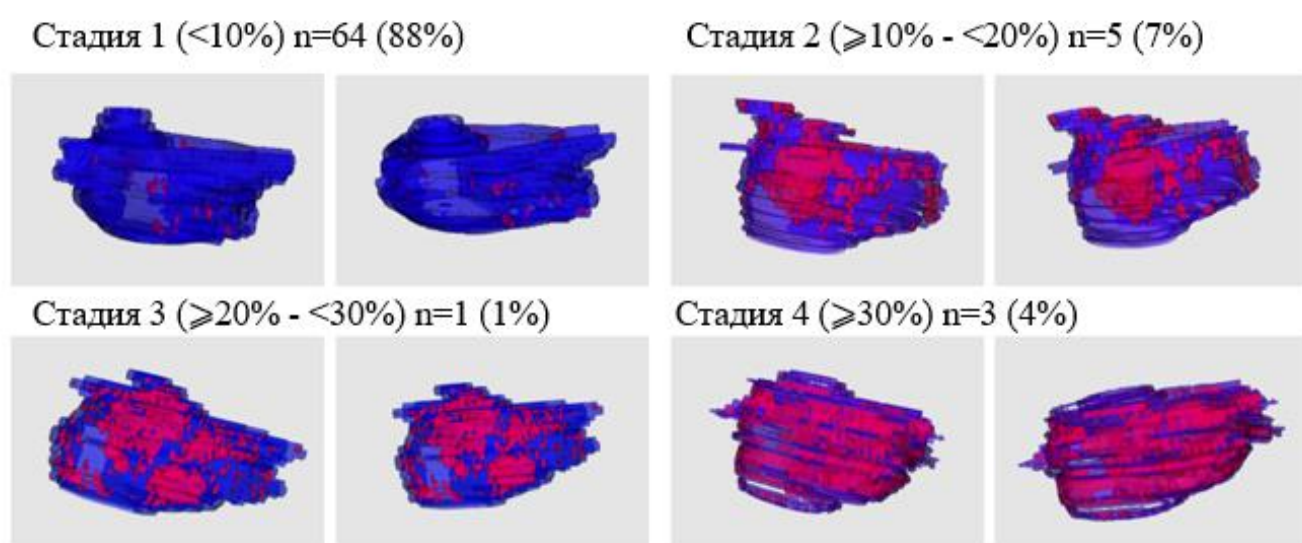 Стадия 1 (<10%) n=64 (88%)
Стадия 2 (⩾10% - <20%) n=5 (7%)
Стадия 3 (⩾20% - <30%) n=1 (1%)
Стадия 4 (⩾30%) n=3 (4%)